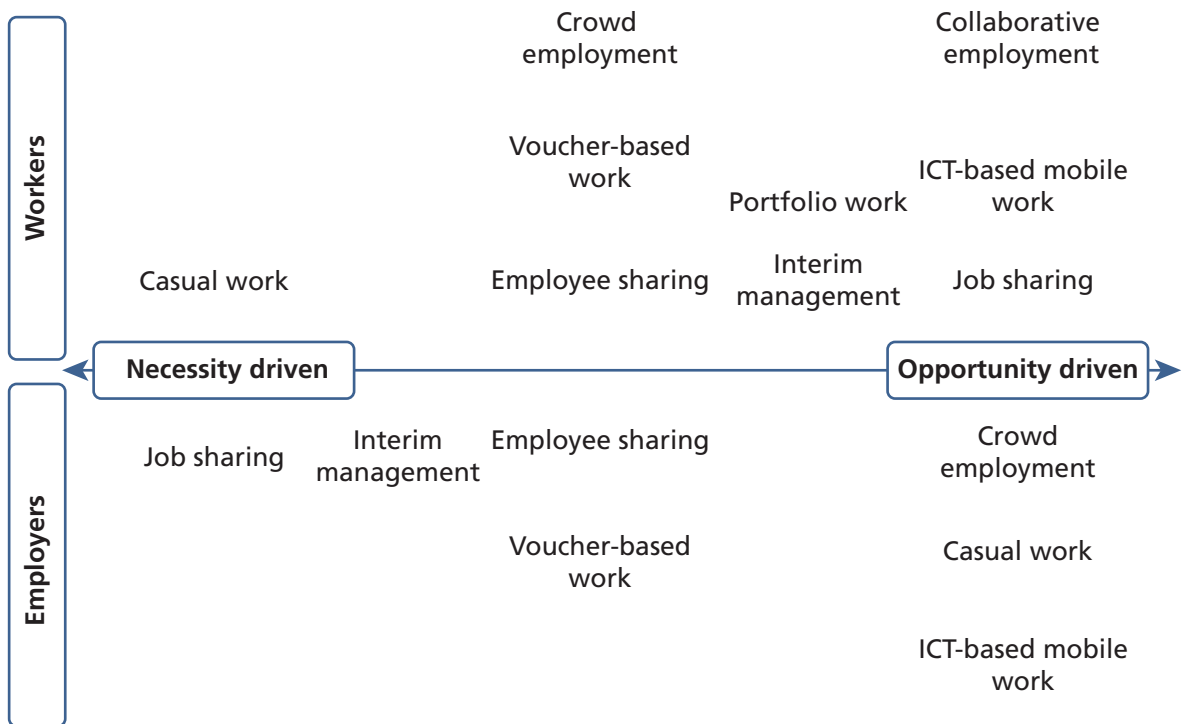 Workers
Crowd
employment
Collaborative
employment
Voucher-based
work
Portfolio work
ICT-based mobile
work
Casual work
Employee sharing
Interim
management
Job sharing
Necessity driven
Opportunity driven
Employers
Job sharing
Interim
management
Employee sharing
Crowd
employment
Voucher-based
work
Casual work
ICT-based mobile
work